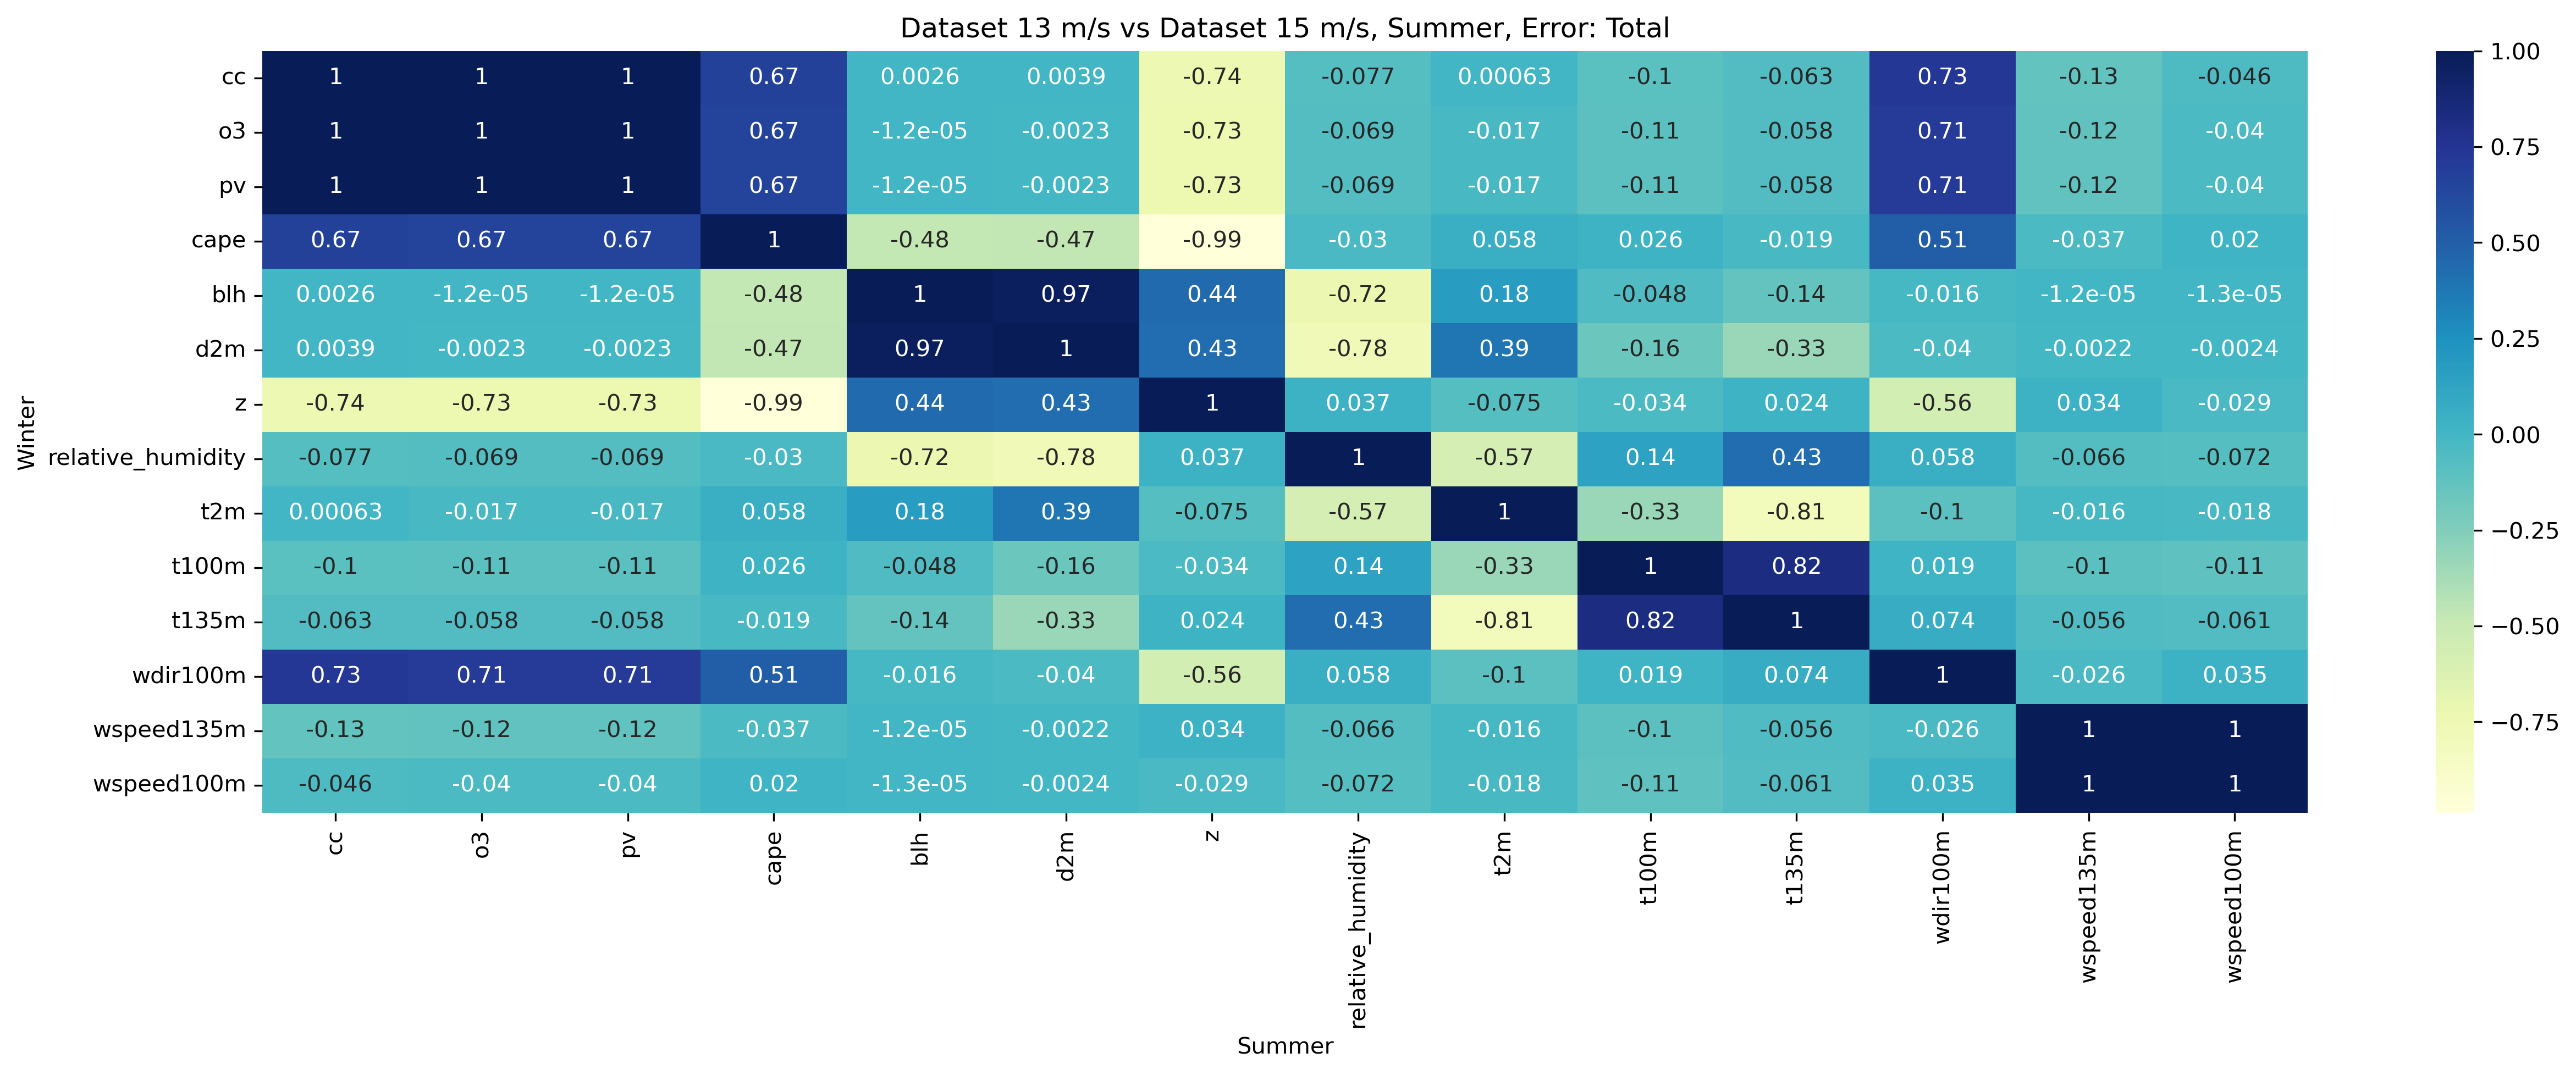 Dataset 13 m/s vs Dataset 15 m/s, Summer, Error: Total
Winter
cc 1 1 1 0.67 0.0026 0.0039 -0.74 -0.077 0.00063 -0.1 -0.063 0.73 -0.13 -0.046
o3 1 1 1 0.67 -1.2e-05 -0.0023 -0.73 -0.069 -0.017 -0.11 -0.058 0.71 -0.12 -0.04
pv 1 1 1 0.67 -1.2e-05 -0.0023 -0.73 -0.069 -0.017 -0.11 -0.058 0.71 -0.12 -0.04
cape 0.67 0.67 0.67 1 -0.48 -0.47 -0.99 -0.03 0.058 0.026 -0.019 0.51 -0.037 0.02
blh 0.0026 -1.2e-05 -1.2e-05 -0.48 1 0.97 0.44 -0.72 0.18 -0.048 -0.14 -0.016 -1.2e-05 -1.3e-05
d2m 0.0039 -0.0023 -0.0023 -0.47 0.97 1 0.43 -0.78 0.39 -0.16 -0.33 -0.04 -0.0022 -0.0024
z -0.74 -0.73 -0.73 -0.99 0.44 0.43 1 0.037 -0.075 -0.034 0.024 -0.56 0.034 -0.029
relative_humidity -0.077 -0.069 -0.069 -0.03 -0.72 -0.78 0.037 1 -0.57 0.14 0.43 0.058 -0.066 -0.072
t2m 0.00063 -0.017 -0.017 0.058 0.18 0.39 -0.075 -0.57 1 -0.33 -0.81 -0.1 -0.016 -0.018
t100m -0.1 -0.11 -0.11 0.026 -0.048 -0.16 -0.034 0.14 -0.33 1 0.82 0.019 -0.1 -0.11
t135m -0.063 -0.058 -0.058 -0.019 -0.14 -0.33 0.024 0.43 -0.81 0.82 1 0.074 -0.056 -0.061
wdir100m 0.73 0.71 0.71 0.51 -0.016 -0.04 -0.56 0.058 -0.1 0.019 0.074 1 -0.026 0.035
wspeed135m -0.13 -0.12 -0.12 -0.037 -1.2e-05 -0.0022 0.034 -0.066 -0.016 -0.1 -0.056 -0.026 1 1
wspeed100m -0.046 -0.04 -0.04 0.02 -1.3e-05 -0.0024 -0.029 -0.072 -0.018 -0.11 -0.061 0.035 1 1
cc o3 pv cape blh d2m z relative_humidity t2m t100m t135m wdir100m wspeed135m wspeed100m
Summer
1.00
0.75
0.50
0.25
0.00
−0.25
−0.50
−0.75